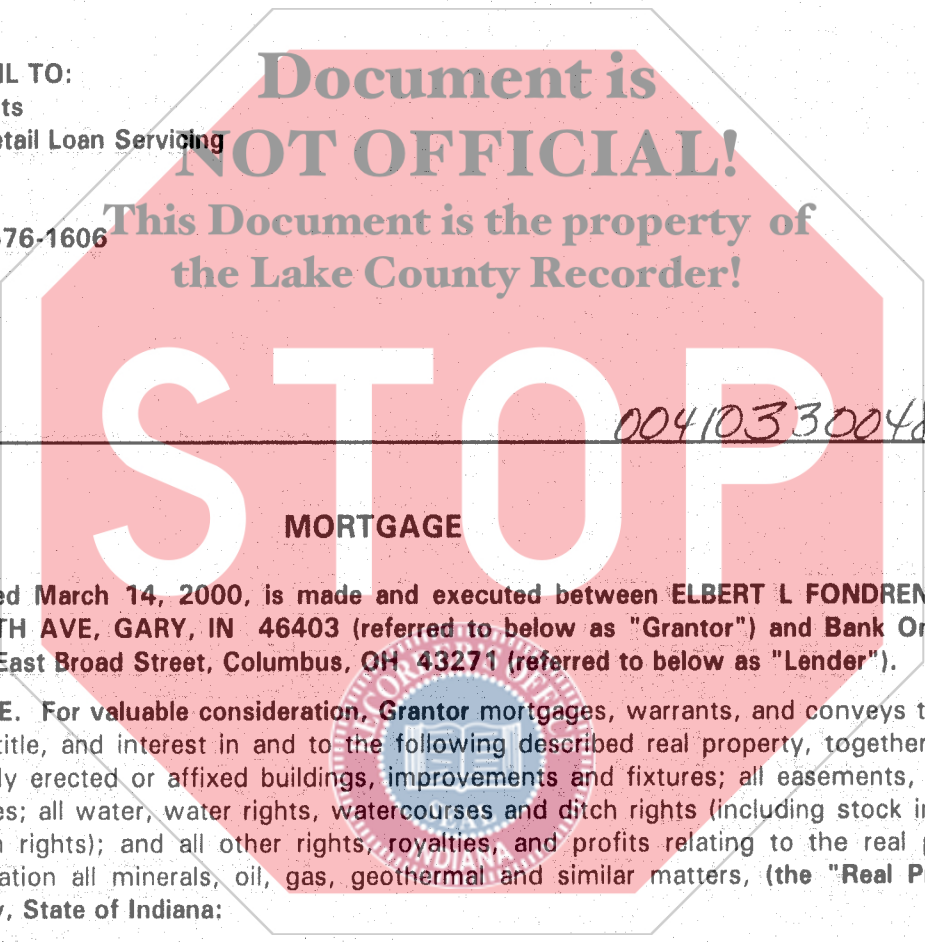 IL TO:
ts
etail Loan Servicing
76-1606
Document is
NOT OFFICIAL!
This Document is the property of
the Lake County Recorder!
STOP
0041033004
MORTGAGE
ed March 14, 2000, is made and executed between ELBERT L FONDREN
TH AVE, GARY, IN 46403 (referred to below as "Grantor") and Bank On
East Broad Street, Columbus, OH 43271 (referred to below as "Lender").
E. For valuable consideration, Grantor mortgages, warrants, and conveys t
title, and interest in and to the following described real property, together
ly erected or affixed buildings, improvements and fixtures; all easements,
es; all water, water rights, watercourses and ditch rights (including stock in
h rights); and all other rights, royalties, and profits relating to the real p
ation all minerals, oil, gas, geothermal and similar matters, (the "Real Pr
y, State of Indiana:
RECORDER'S OFFICE
INDIANA